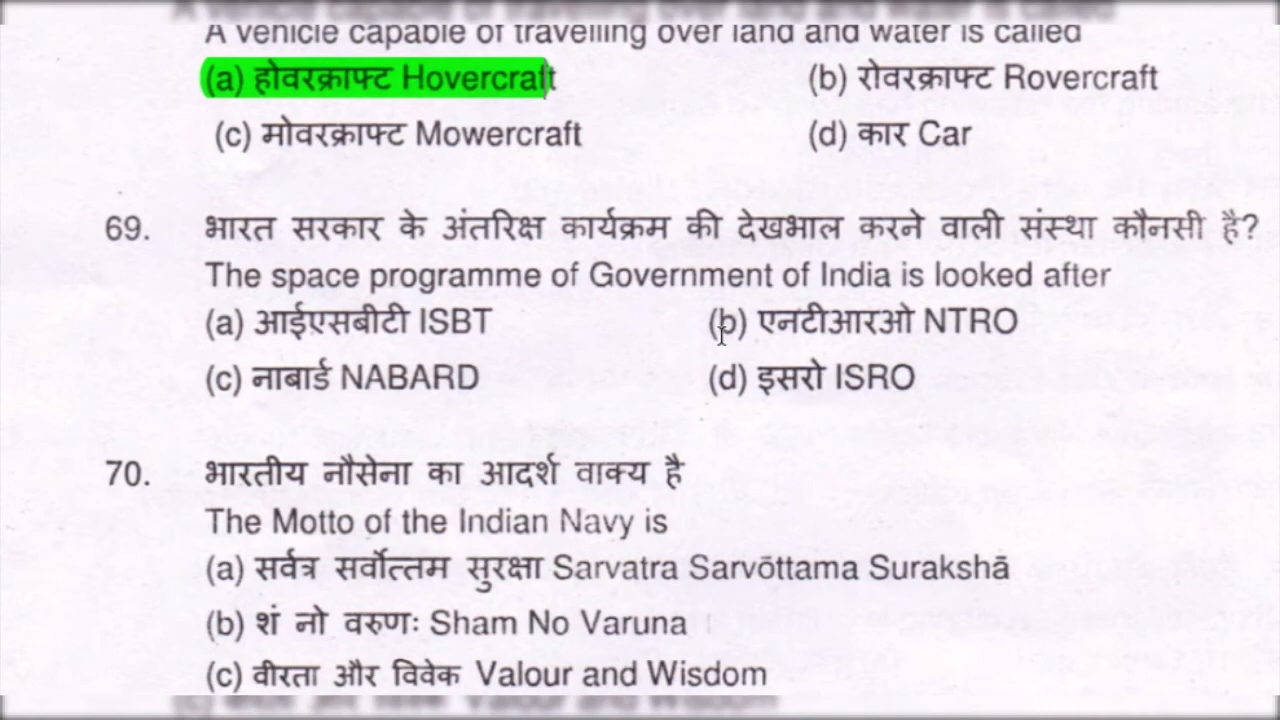 A vehicle capable of travelling over land and water is called
(a) होवरक्राफ्ट Hovercraft (b) रोवरक्राफ्ट Rovercraft
(c) मोवरक्राफ्ट Mowercraft (d) कार Car
69. भारत सरकार के अंतरिक्ष कार्यक्रम की देखभाल करने वाली संस्था कौनसी है?
The space programme of Government of India is looked after
(a) आईएसबीटी ISBT (b) एनटीआरओ NTRO
(c) नाबार्ड NABARD (d) इसरो ISRO
70. भारतीय नौसेना का आदर्श वाक्य है
The Motto of the Indian Navy is
(a) सर्वत्र सर्वोत्तम सुरक्षा Sarvatra Sarvōttama Surakshā
(b) शं नो वरुणः Sham No Varuna
(c) वीरता और विवेक Valour and Wisdom